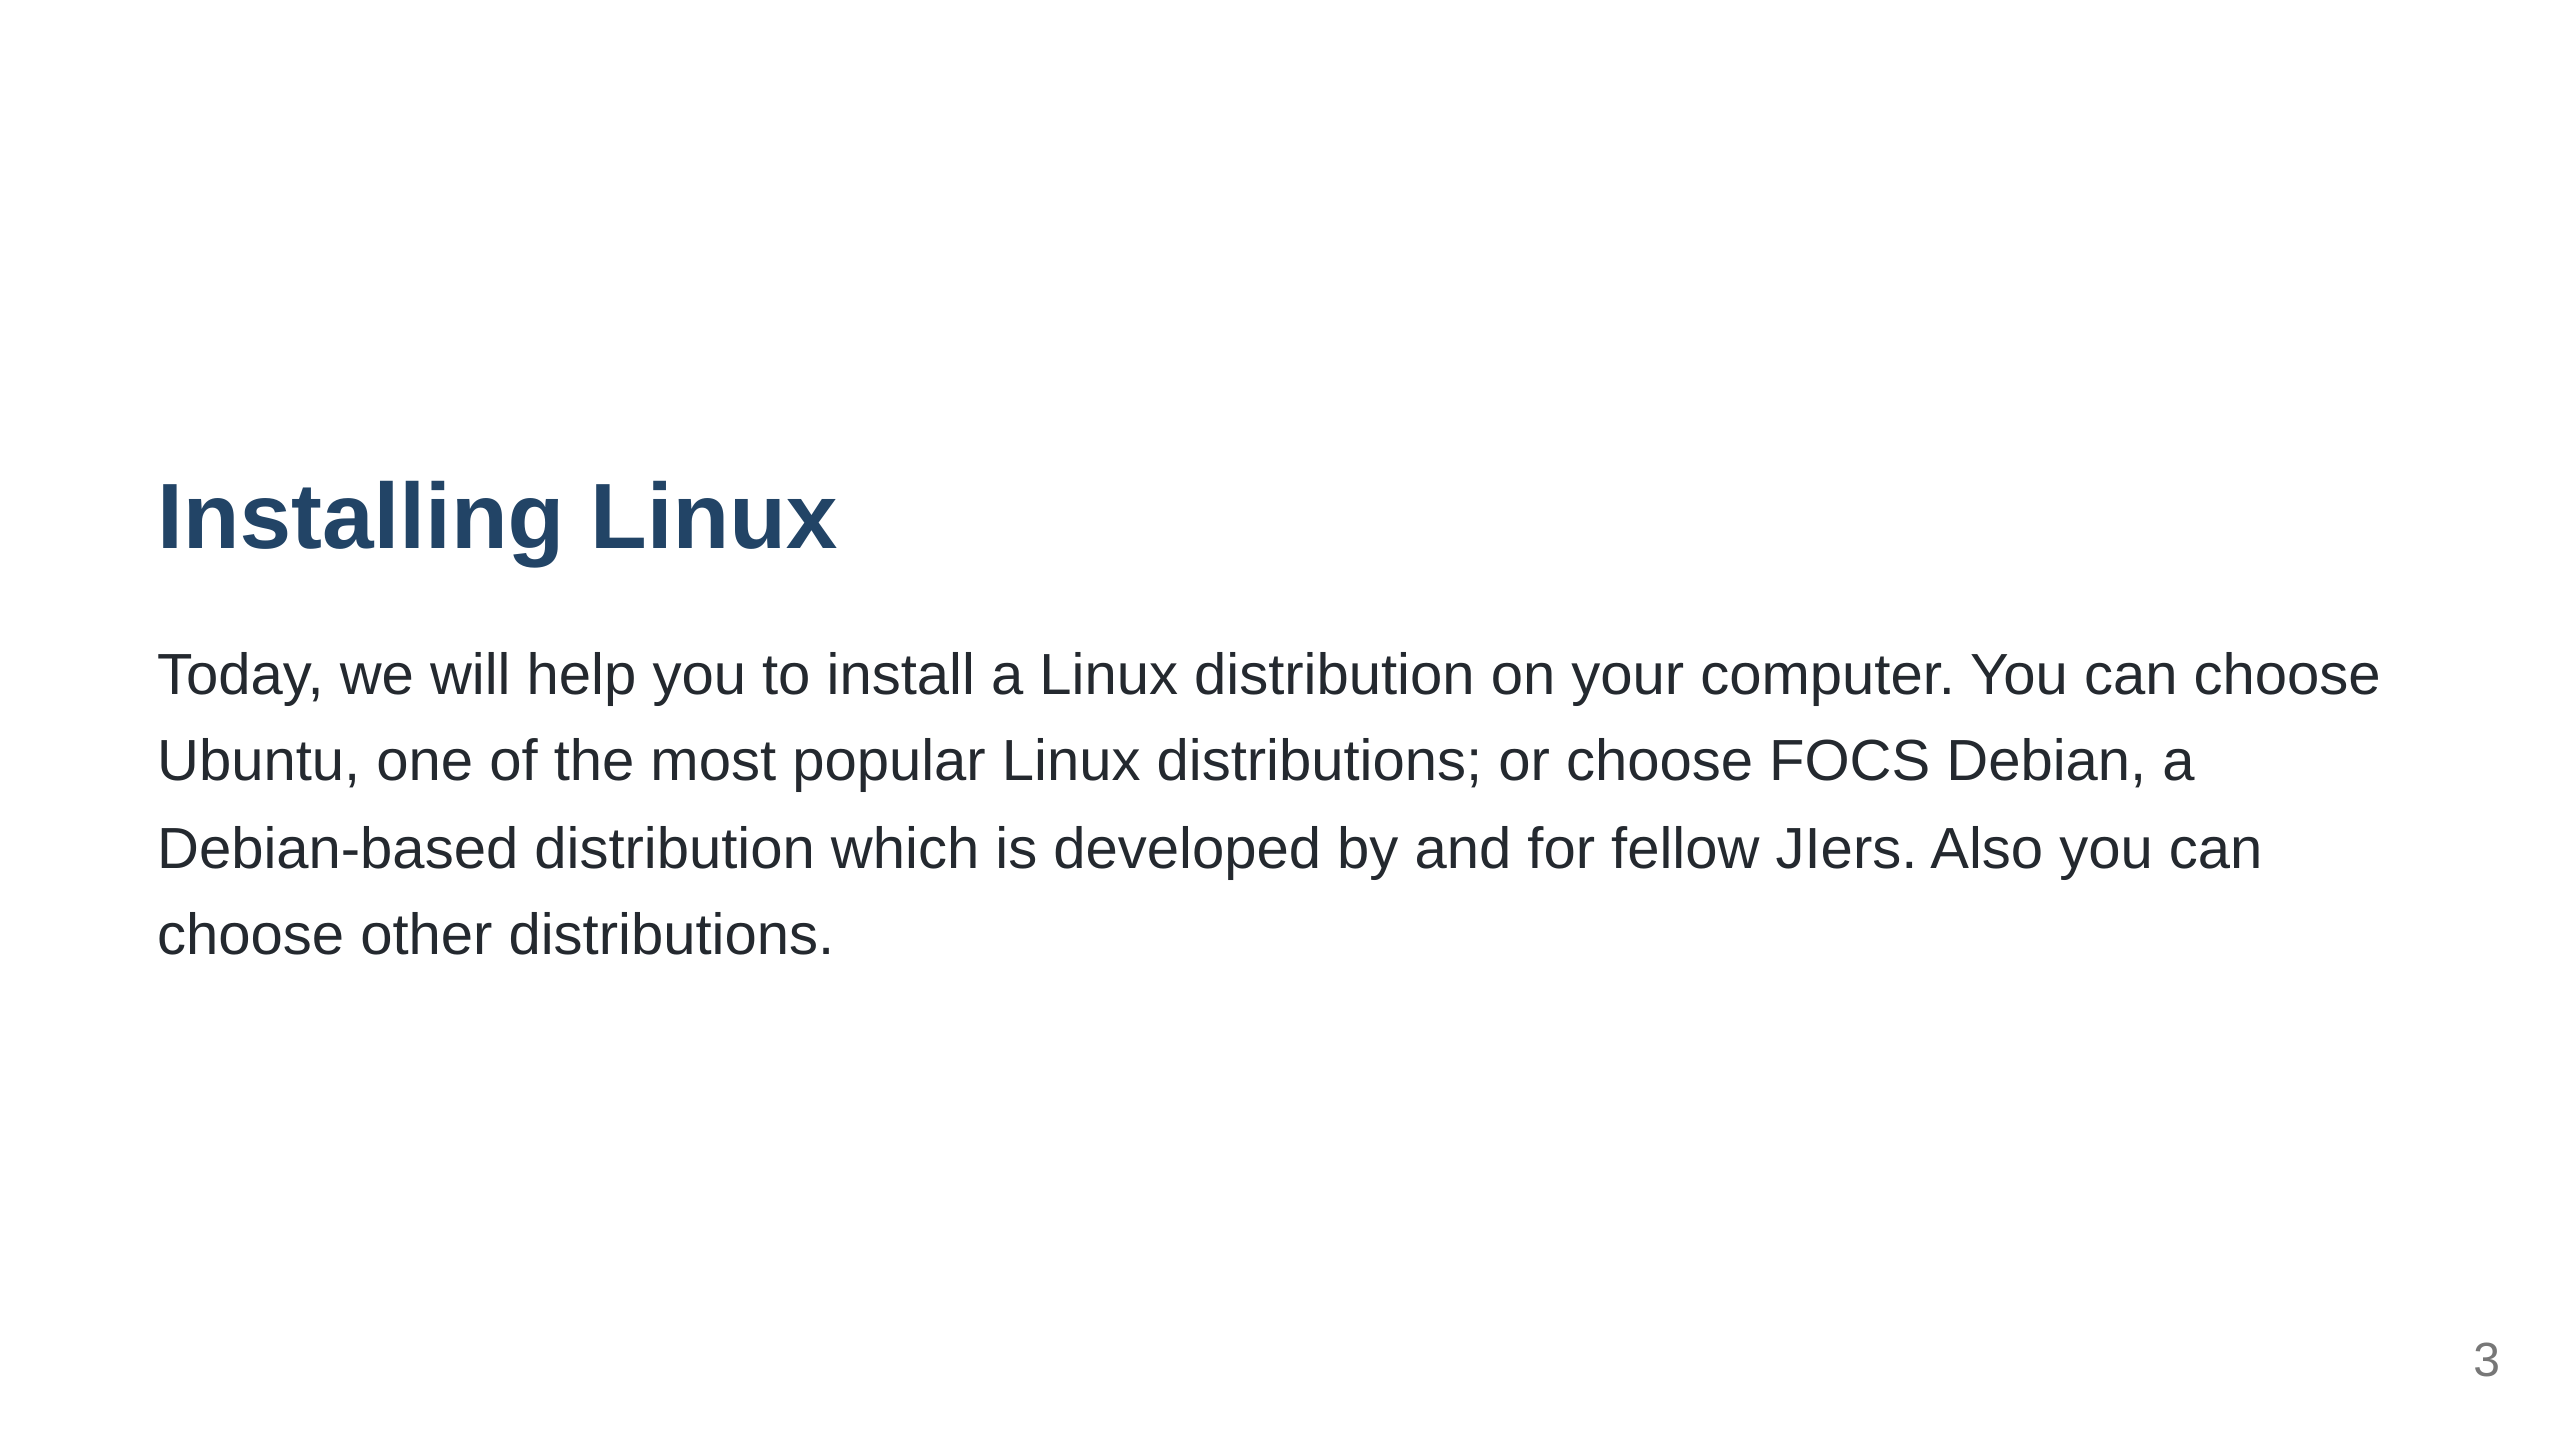 Installing Linux
Today, we will help you to install a Linux distribution on your computer. You can choose
Ubuntu, one of the most popular Linux distributions; or choose FOCS Debian, a
Debian-based distribution which is developed by and for fellow JIers. Also you can
choose other distributions.
3